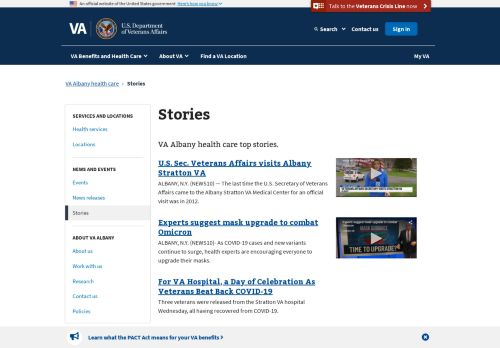 An official website of the United States government Here's how you know
Talk to the Veterans Crisis Line now
VA
U.S. Department
of Veterans Affairs
Search
Contact us
Sign in
VA Benefits and Health Care
About VA
Find a VA Location
My VA
VA Albany health care › Stories
SERVICES AND LOCATIONS
Health services
Locations
NEWS AND EVENTS
Events
News releases
Stories
ABOUT VA ALBANY
About us
Work with us
Research
Contact us
Policies
Stories
VA Albany health care top stories.
U.S. Sec. Veterans Affairs visits Albany
Stratton VA
ALBANY, N.Y. (NEWS10) — The last time the U.S. Secretary of Veterans
Affairs came to the Albany Stratton VA Medical Center for an official
visit was in 2012.
Experts suggest mask upgrade to combat
Omicron
ALBANY, N.Y. (NEWS10)- As COVID-19 cases and new variants
continue to surge, health experts are encouraging everyone to
upgrade their masks.
TIME TO UPGRADE?
For VA Hospital, a Day of Celebration As
Veterans Beat Back COVID-19
Three veterans were released from the Stratton VA hospital
Wednesday, all having recovered from COVID-19.
Learn what the PACT Act means for your VA benefits